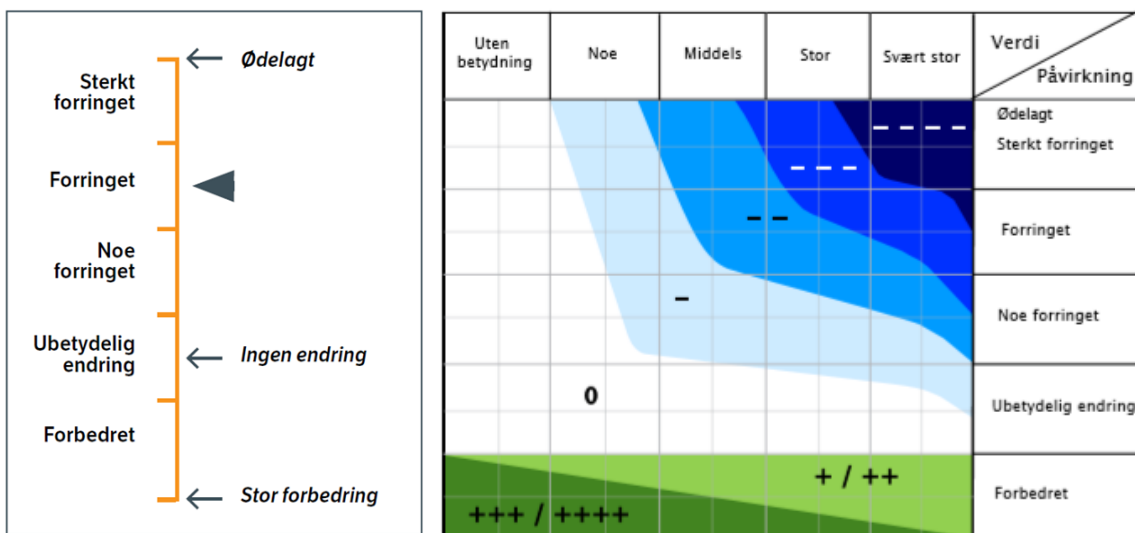 Ødelagt
Sterkt
forringet
Forringet
Noe
forringet
Ubetydelig
endring
Ingen endring
Forbedret
Stor forbedring
Uten
betydning
Noe
Middels
Stor
Svært stor
Verdi
Påvirkning
Ødelagt
- - - -
Sterkt forringet
- - -
Forringet
- -
Noe forringet
-
Ubetydelig endring
0
Forbedret
+ / ++
+++ / ++++